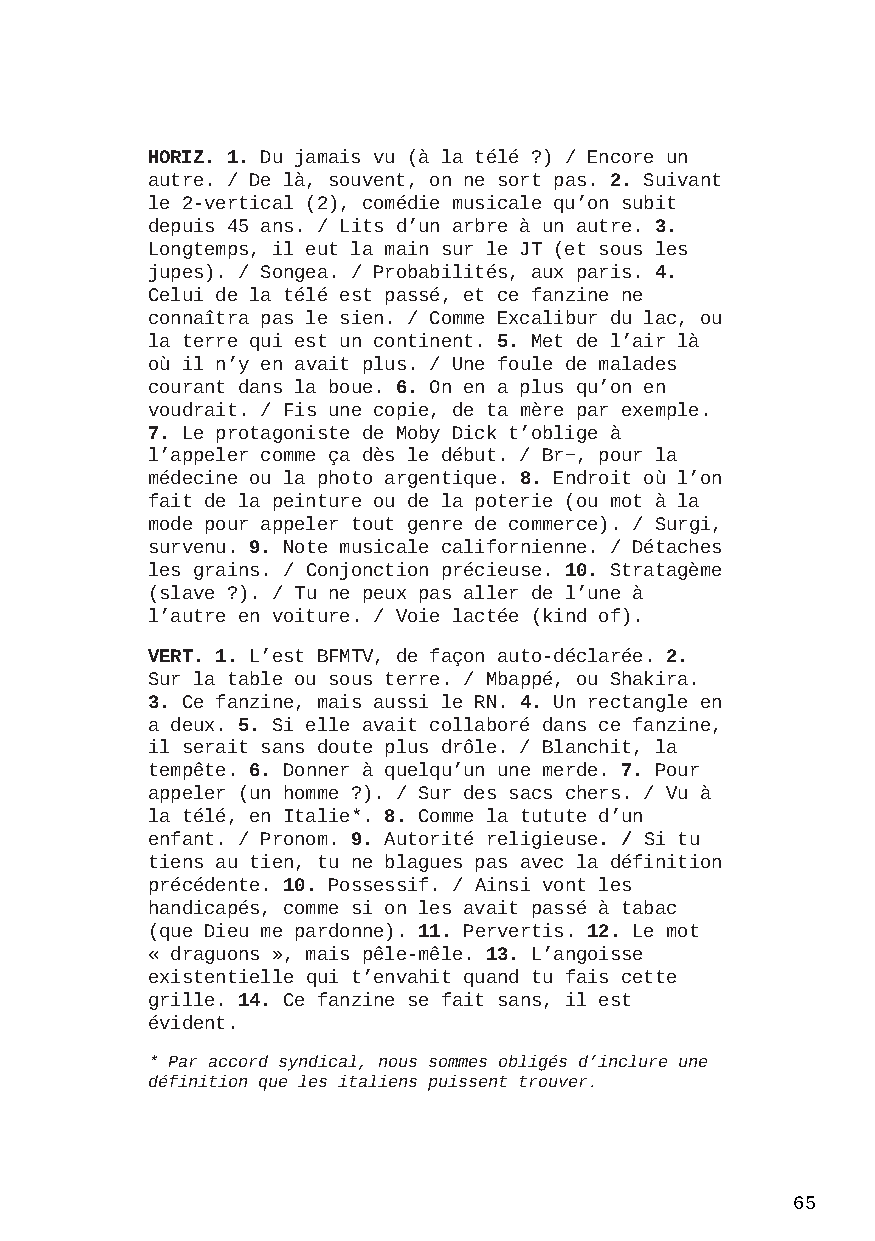 HORIZ. 1. Du jamais vu (à la télé ?) / Encore un
autre. / De là, souvent, on ne sort pas. 2. Suivant
le 2-vertical (2), comédie musicale qu’on subit
depuis 45 ans. / Lits d’un arbre à un autre. 3.
Longtemps, il eut la main sur le JT (et sous les
jupes). / Songea. / Probabilités, aux paris. 4.
Celui de la télé est passé, et ce fanzine ne
connaîtra pas le sien. / Comme Excalibur du lac, ou
la terre qui est un continent. 5. Met de l’air là
où il n’y en avait plus. / Une foule de malades
courant dans la boue. 6. On en a plus qu’on en
voudrait. / Fis une copie, de ta mère par exemple.
7. Le protagoniste de Moby Dick t’oblige à
l’appeler comme ça dès le début. / Br−, pour la
médecine ou la photo argentique. 8. Endroit où l’on
fait de la peinture ou de la poterie (ou mot à la
mode pour appeler tout genre de commerce). / Surgi,
survenu. 9. Note musicale californienne. / Détaches
les grains. / Conjonction précieuse. 10. Stratagème
(slave ?). / Tu ne peux pas aller de l’une à
l’autre en voiture. / Voie lactée (kind of).
VERT. 1. L’est BFMTV, de façon auto-déclarée. 2.
Sur la table ou sous terre. / Mbappé, ou Shakira.
3. Ce fanzine, mais aussi le RN. 4. Un rectangle en
a deux. 5. Si elle avait collaboré dans ce fanzine,
il serait sans doute plus drôle. / Blanchit, la
tempête. 6. Donner à quelqu’un une merde. 7. Pour
appeler (un homme ?). / Sur des sacs chers. / Vu à
la télé, en Italie*. 8. Comme la tutute d’un
enfant. / Pronom. 9. Autorité religieuse. / Si tu
tiens au tien, tu ne blagues pas avec la définition
précédente. 10. Possessif. / Ainsi vont les
handicapés, comme si on les avait passé à tabac
(que Dieu me pardonne). 11. Pervertis. 12. Le mot
« draguons », mais pêle-mêle. 13. L’angoisse
existentielle qui t’envahit quand tu fais cette
grille. 14. Ce fanzine se fait sans, il est
évident.
* Par accord syndical, nous sommes obligés d’inclure une
définition que les italiens puissent trouver.
65